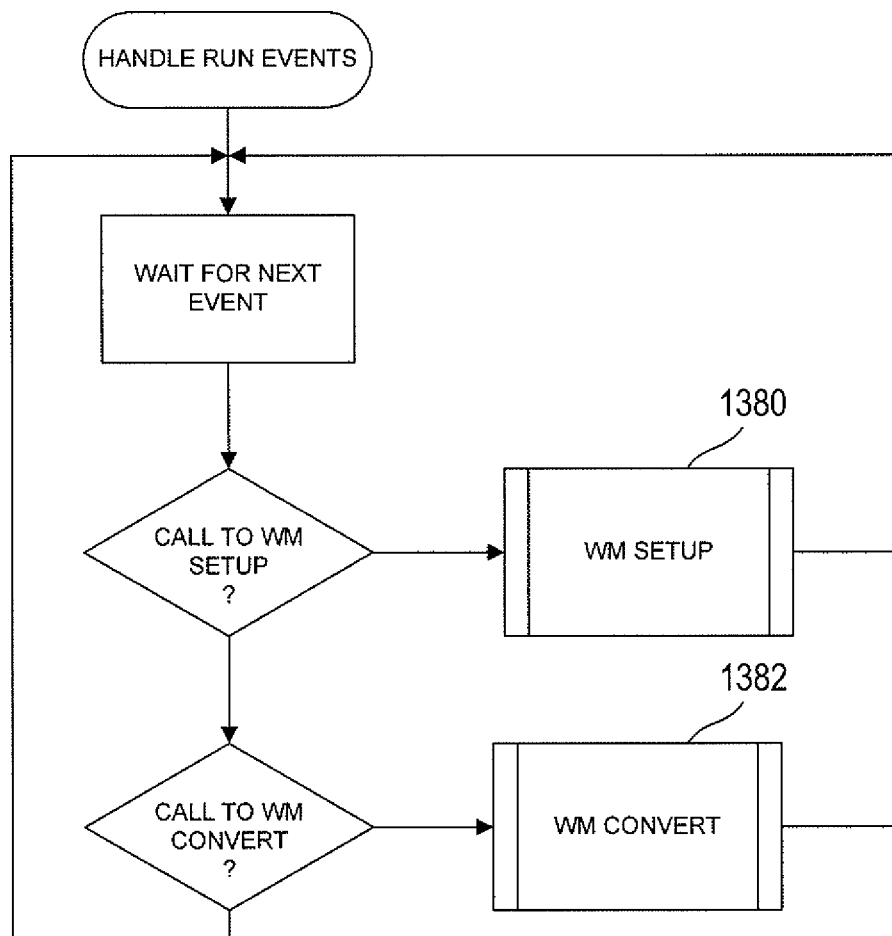 HANDLE RUN EVENTS
WAIT FOR NEXT
EVENT
1380
CALL TO WM
SETUP
?
WM SETUP
1382
CALL TO WM
CONVERT
?
WM CONVERT